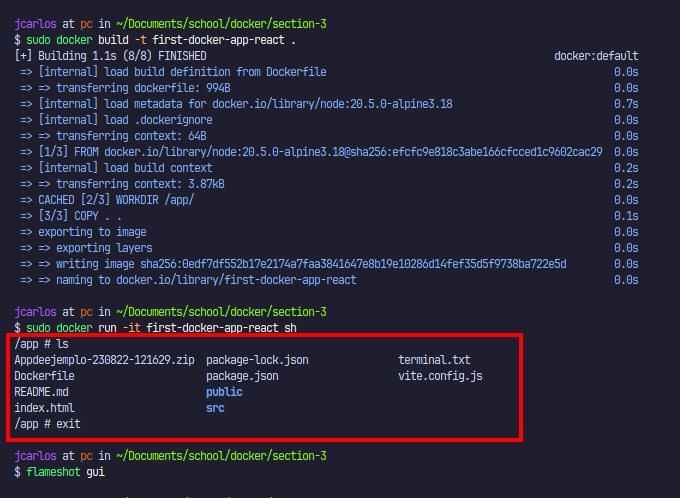 jcarlos at pc in ~/Documents/school/docker/section-3
$ sudo docker build -t first-docker-app-react .
[+] Building 1.1s (8/8) FINISHED docker:default
=> [internal] load build definition from Dockerfile 0.0s
=> => transferring dockerfile: 994B 0.0s
=> [internal] load metadata for docker.io/library/node:20.5.0-alpine3.18 0.7s
=> [internal] load .dockerignore 0.0s
=> => transferring context: 64B 0.0s
=> [1/3] FROM docker.io/library/node:20.5.0-alpine3.18@sha256:efcfc9e818c3abe166cfcced1c9602cac29 0.0s
=> [internal] load build context 0.2s
=> => transferring context: 3.87kB 0.2s
=> CACHED [2/3] WORKDIR /app/ 0.0s
=> [3/3] COPY . . 0.1s
=> exporting to image 0.0s
=> => exporting layers 0.0s
=> => writing image sha256:0edf7df552b17e2174a7faa3841647e8b19e10286d14fef35d5f9738ba722e5d 0.0s
=> => naming to docker.io/library/first-docker-app-react 0.0s
jcarlos at pc in ~/Documents/school/docker/section-3
$ sudo docker run -it first-docker-app-react sh
/app # ls
Appdeejemplo-230822-121629.zip package-lock.json terminal.txt
Dockerfile package.json vite.config.js
README.md public
index.html src
/app # exit
jcarlos at pc in ~/Documents/school/docker/section-3
$ flameshot gui